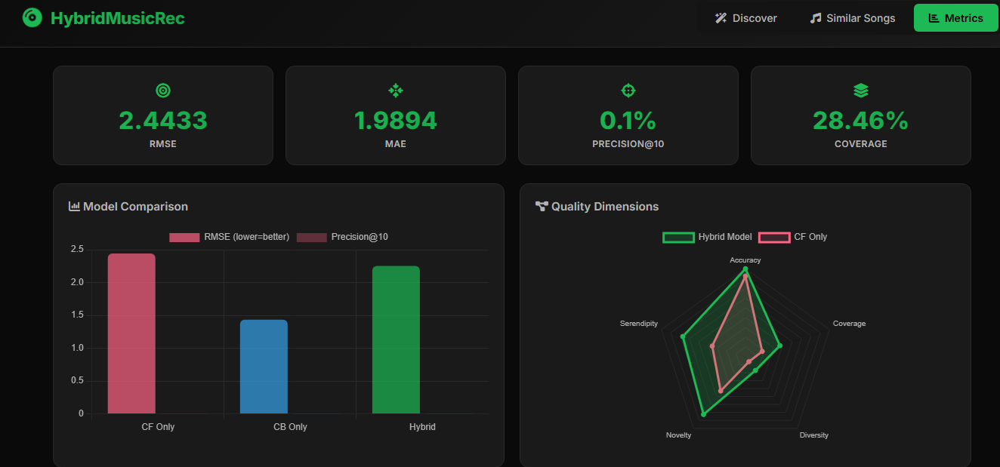 HybridMusicRec
Discover
Similar Songs
Metrics
2.4433
RMSE
1.9894
MAE
0.1%
PRECISION@10
28.46%
COVERAGE
Model Comparison
RMSE (lower=better)
Precision@10
2.5
2.0
1.5
1.0
0.5
0
CF Only
CB Only
Hybrid
Quality Dimensions
Hybrid Model
CF Only
Accuracy
Serendipity
Coverage
Novelty
Diversity